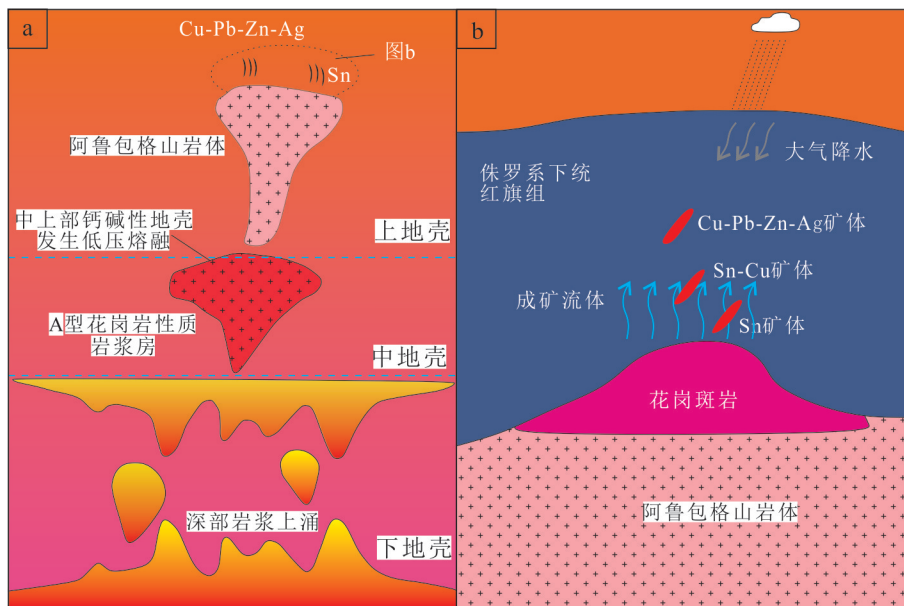 a
Cu-Pb-Zn-Ag
图b
Sn
阿鲁包格山岩体
中上部钙碱性地壳
发生低压熔融
上地壳
A型花岗岩性质
岩浆房
中地壳
深部岩浆上涌
下地壳
b
大气降水
侏罗系下统
红旗组
Cu-Pb-Zn-Ag矿体
Sn-Cu矿体
成矿流体
Sn矿体
花岗斑岩
阿鲁包格山岩体